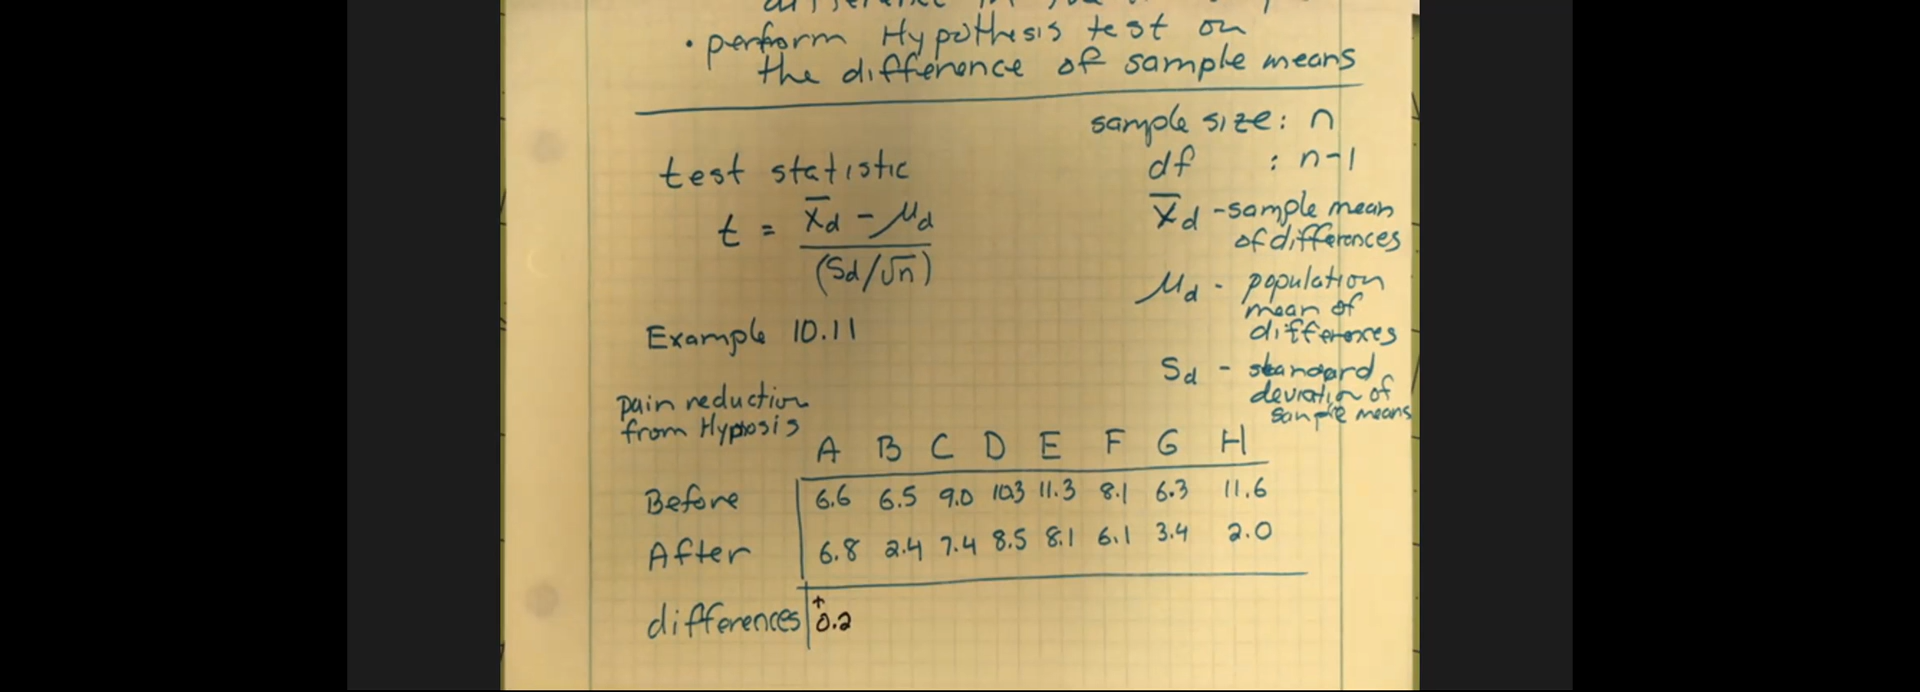 • perform Hypothesis test on
the difference of sample means
sample size: n
df : n-1
test statistic
t = (x̄d - μd) / (Sd/√n)
x̄d - sample mean
of differences
μd - population
mean of
differences
Example 10.11
Sd - standard
deviation of
sample means
pain reduction
from Hypnosis
A B C D E F G H
Before 6.6 6.5 9.0 10.3 11.3 8.1 6.3 11.6
After 6.8 2.4 7.4 8.5 8.1 6.1 3.4 2.0
differences +0.2